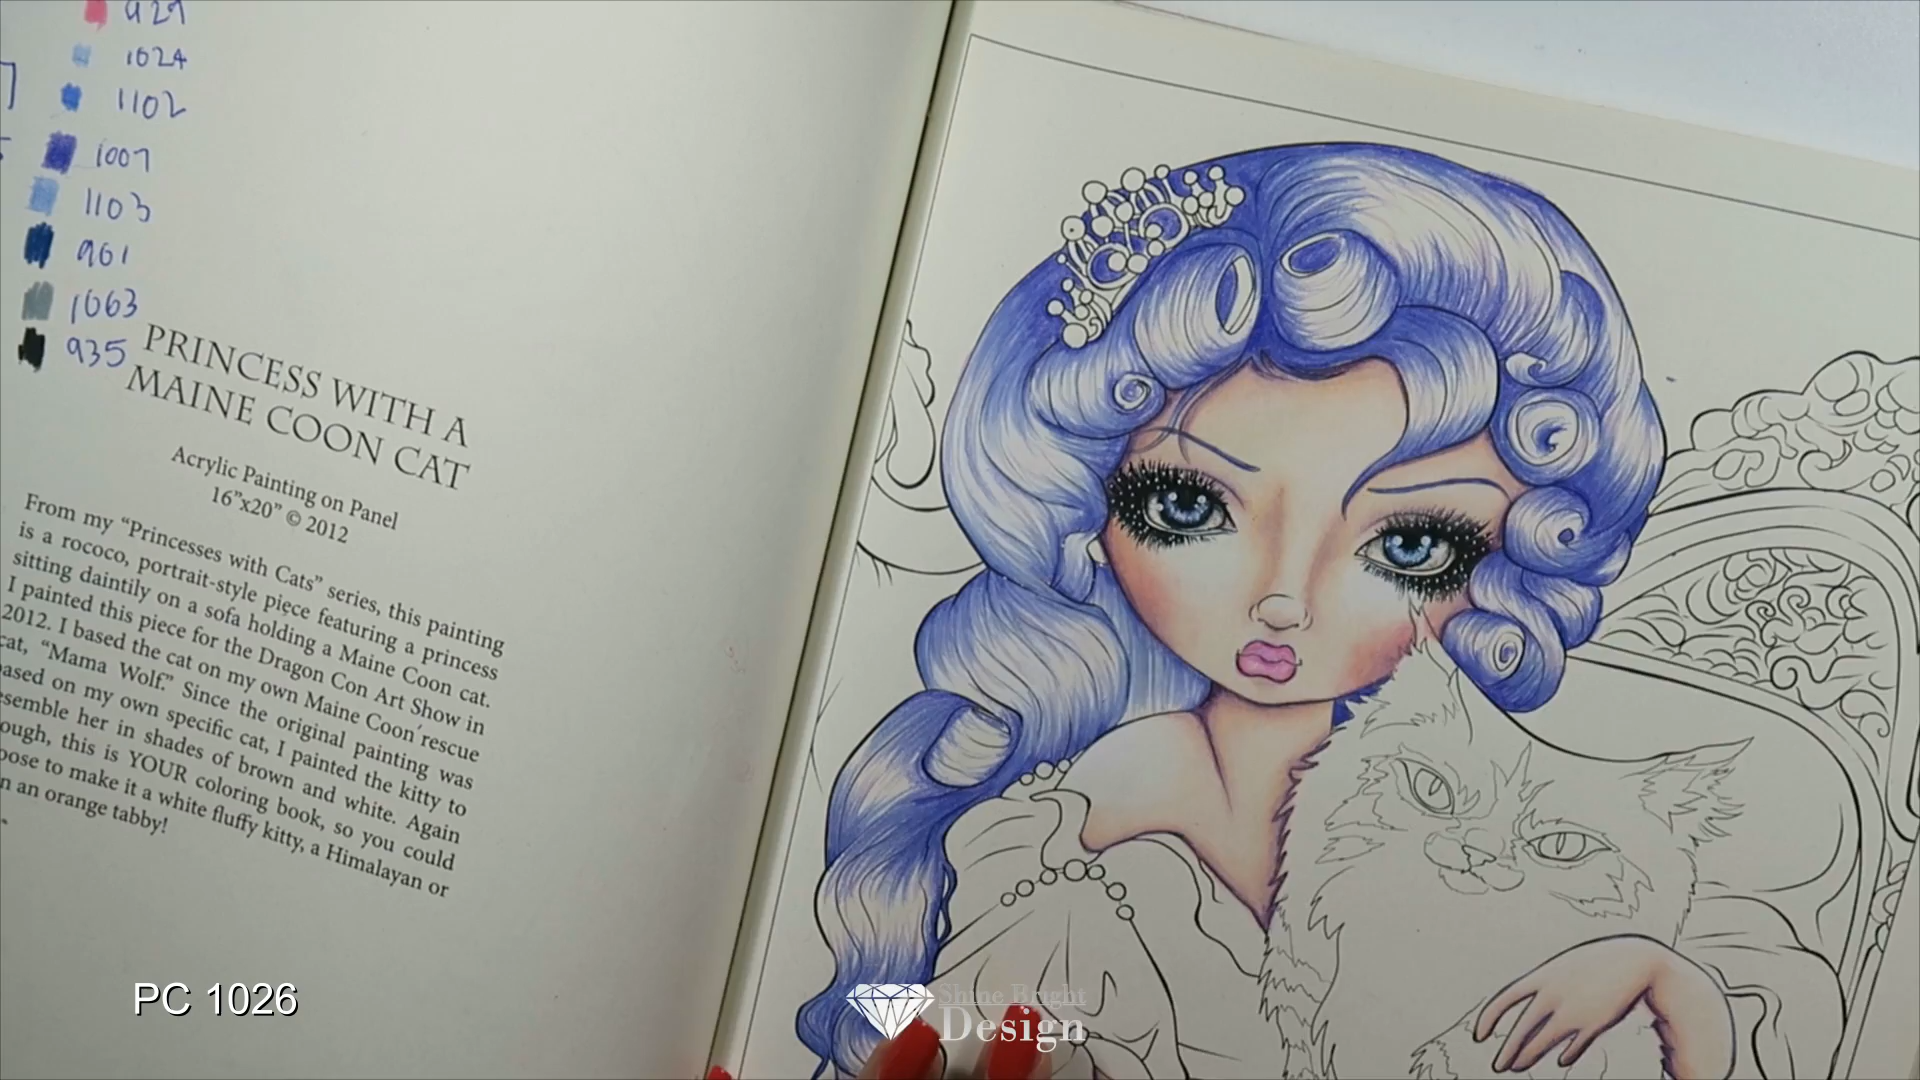 929
1024
1102
1007
1103
901
1063
935
PRINCESS WITH A
MAINE COON CAT
Acrylic Painting on Panel
16”x20” © 2012
From my “Princesses with Cats” series, this painting
is a rococo, portrait-style piece featuring a princess
sitting daintily on a sofa holding a Maine Coon cat.
I painted this piece for the Dragon Con Art Show in
2012. I based the cat on my own Maine Coon rescue
cat, “Mama Wolf.” Since the original painting was
based on my own specific cat, I painted the kitty to
resemble her in shades of brown and white. Again
though, this is YOUR coloring book, so you could
choose to make it a white fluffy kitty, a Himalayan or
an orange tabby!
PC 1026
Shine Bright
Design